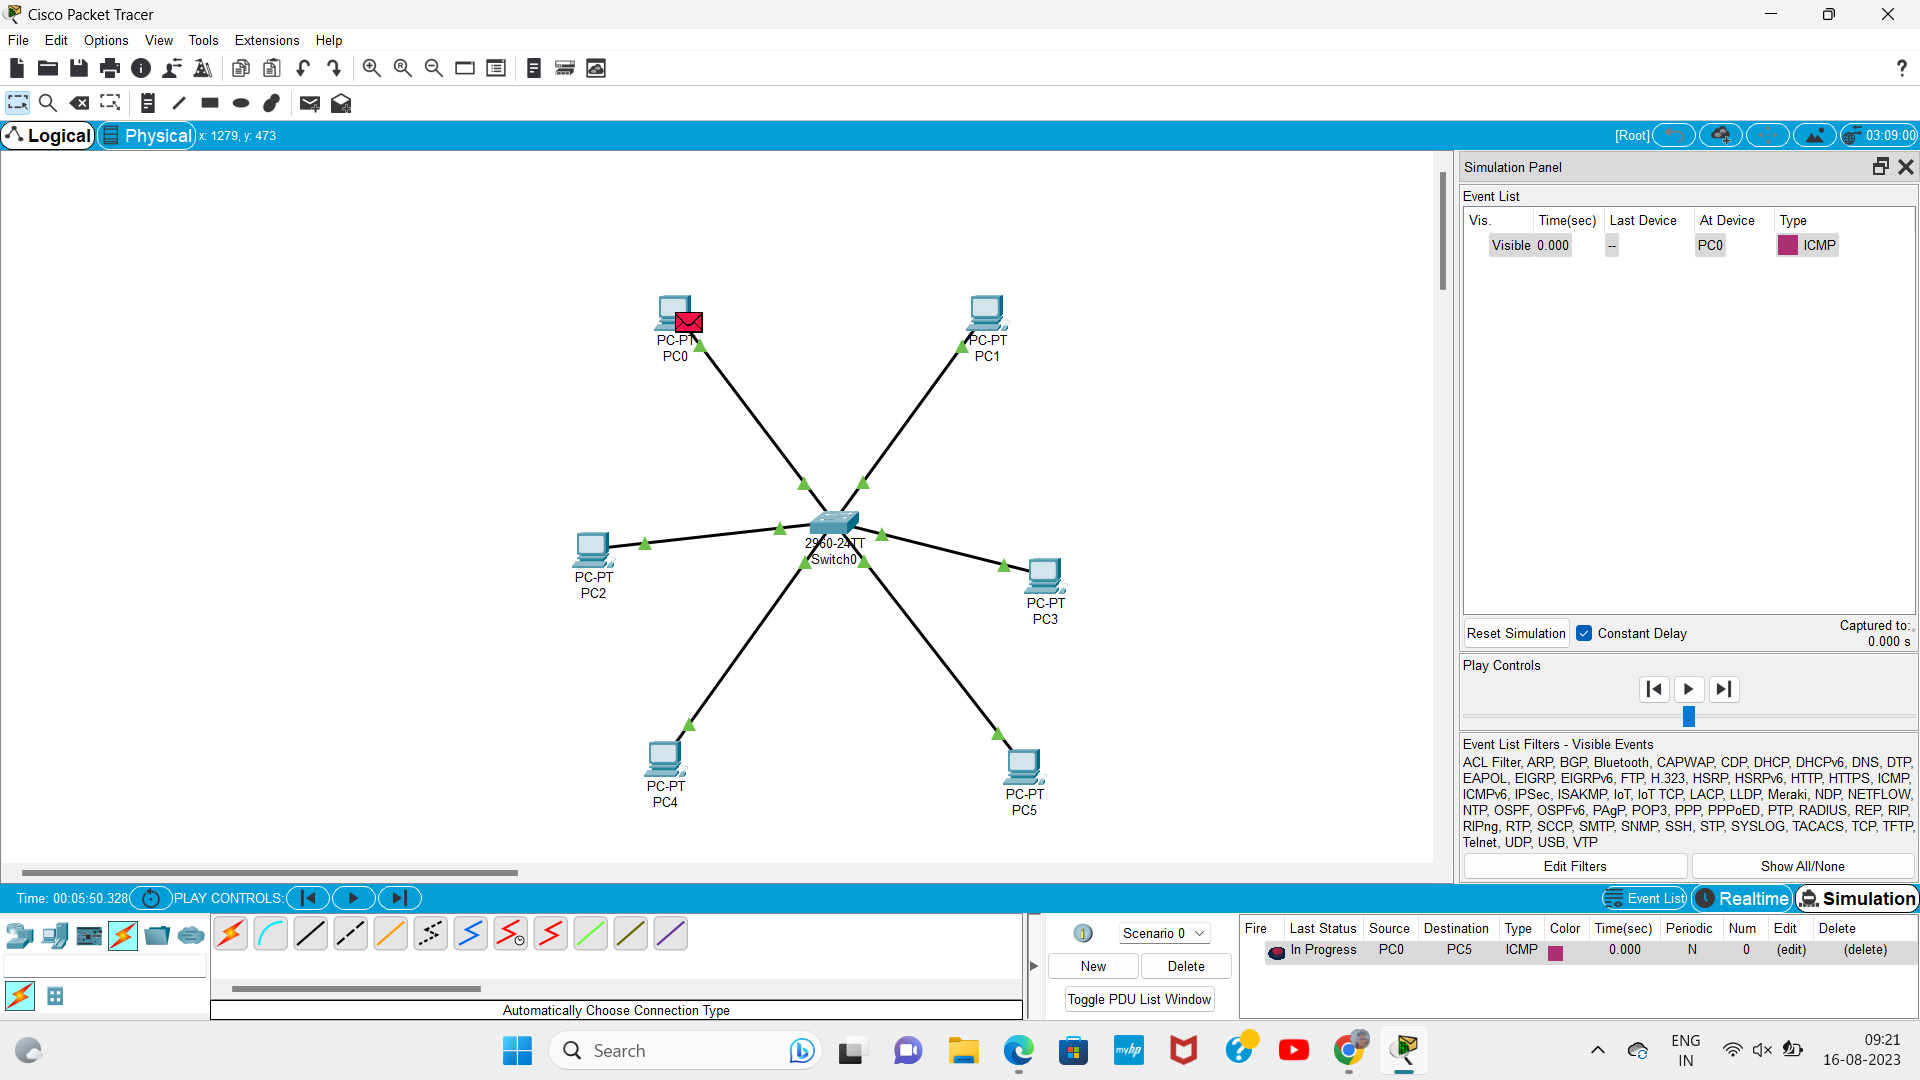 Cisco Packet Tracer
File Edit Options View Tools Extensions Help
?
Logical Physical x: 1279, y: 473 [Root] 03:09:00
Simulation Panel
Event List
Vis. Time(sec) Last Device At Device Type
Visible 0.000 -- PC0 ICMP
PC-PT
PC0
PC-PT
PC1
2960-24TT
Switch0
PC-PT
PC2
PC-PT
PC3
PC-PT
PC4
PC-PT
PC5
Reset Simulation Constant Delay Captured to:
0.000 s
Play Controls
Event List Filters - Visible Events
ACL Filter, ARP, BGP, Bluetooth, CAPWAP, CDP, DHCP, DHCPv6, DNS, DTP,
EAPOL, EIGRP, EIGRPv6, FTP, H.323, HSRP, HSRPv6, HTTP, HTTPS, ICMP,
ICMPv6, IPSec, ISAKMP, IoT, IoT TCP, LACP, LLDP, Meraki, NDP, NETFLOW,
NTP, OSPF, OSPFv6, PAgP, POP3, PPP, PPPoED, PTP, RADIUS, REP, RIP,
RIPng, RTP, SCCP, SMTP, SNMP, SSH, STP, SYSLOG, TACACS, TCP, TFTP,
Telnet, UDP, USB, VTP
Edit Filters Show All/None
Time: 00:05:50.328 PLAY CONTROLS: Event List Realtime Simulation
1 Scenario 0
New Delete
Toggle PDU List Window
Fire Last Status Source Destination Type Color Time(sec) Periodic Num Edit Delete
In Progress PC0 PC5 ICMP 0.000 N 0 (edit) (delete)
Automatically Choose Connection Type
Search
myhp
ENG
IN
09:21
16-08-2023